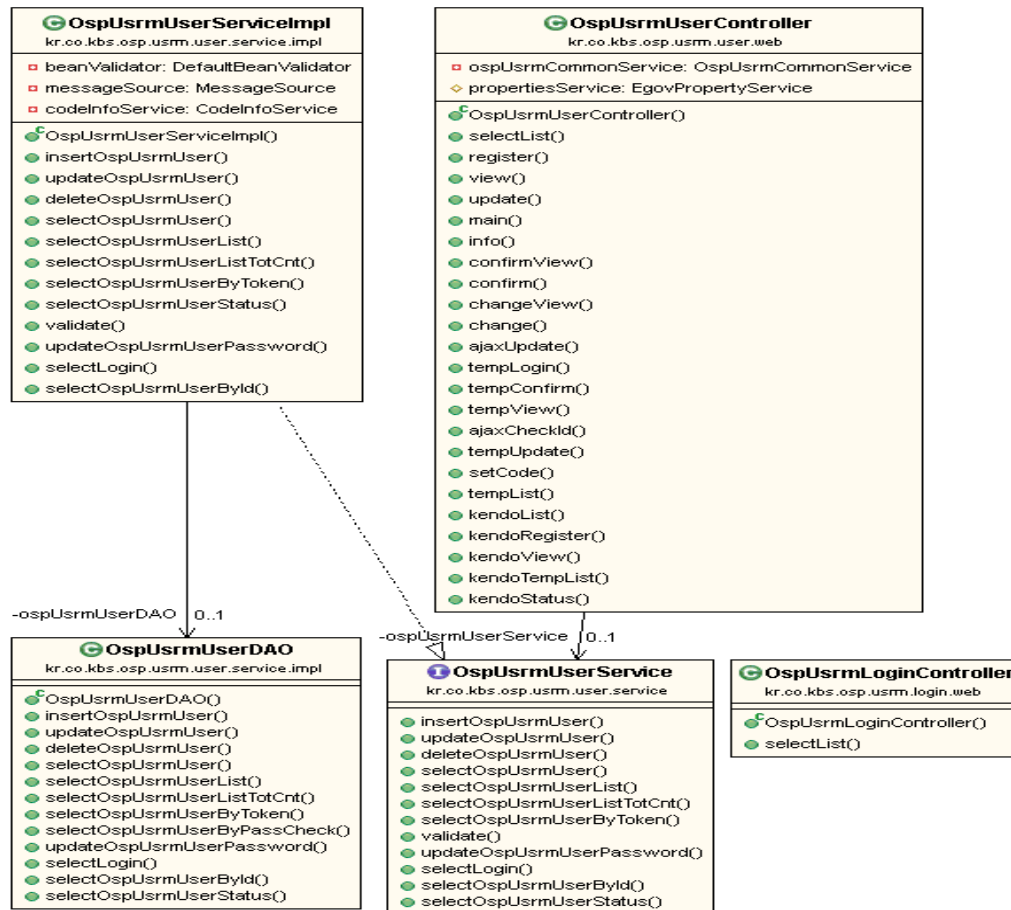 OspUsrmUserServiceImpl
kr.co.kbs.osp.usrm.user.service.impl
beanValidator: DefaultBeanValidator
messageSource: MessageSource
codeInfoService: CodeInfoService
OspUsrmUserServiceImpl()
insertOspUsrmUser()
updateOspUsrmUser()
deleteOspUsrmUser()
selectOspUsrmUser()
selectOspUsrmUserList()
selectOspUsrmUserListTotCnt()
selectOspUsrmUserByToken()
selectOspUsrmUserStatus()
validate()
updateOspUsrmUserPassword()
selectLogin()
selectOspUsrmUserById()
OspUsrmUserController
kr.co.kbs.osp.usrm.user.web
ospUsrmCommonService: OspUsrmCommonService
propertiesService: EgovPropertyService
OspUsrmUserController()
selectList()
register()
view()
update()
main()
info()
confirmView()
confirm()
changeView()
change()
ajaxUpdate()
tempLogin()
tempConfirm()
tempView()
ajaxCheckId()
tempUpdate()
setCode()
tempList()
kendoList()
kendoRegister()
kendoView()
kendoTempList()
kendoStatus()
-ospUsrmUserDAO 0..1
-ospUsrmUserService 0..1
OspUsrmUserDAO
kr.co.kbs.osp.usrm.user.service.impl
OspUsrmUserDAO()
insertOspUsrmUser()
updateOspUsrmUser()
deleteOspUsrmUser()
selectOspUsrmUser()
selectOspUsrmUserList()
selectOspUsrmUserListTotCnt()
selectOspUsrmUserByToken()
selectOspUsrmUserByPassCheck()
updateOspUsrmUserPassword()
selectLogin()
selectOspUsrmUserById()
selectOspUsrmUserStatus()
OspUsrmUserService
kr.co.kbs.osp.usrm.user.service
insertOspUsrmUser()
updateOspUsrmUser()
deleteOspUsrmUser()
selectOspUsrmUser()
selectOspUsrmUserList()
selectOspUsrmUserListTotCnt()
selectOspUsrmUserByToken()
validate()
updateOspUsrmUserPassword()
selectLogin()
selectOspUsrmUserById()
selectOspUsrmUserStatus()
OspUsrmLoginController
kr.co.kbs.osp.usrm.login.web
OspUsrmLoginController()
selectList()